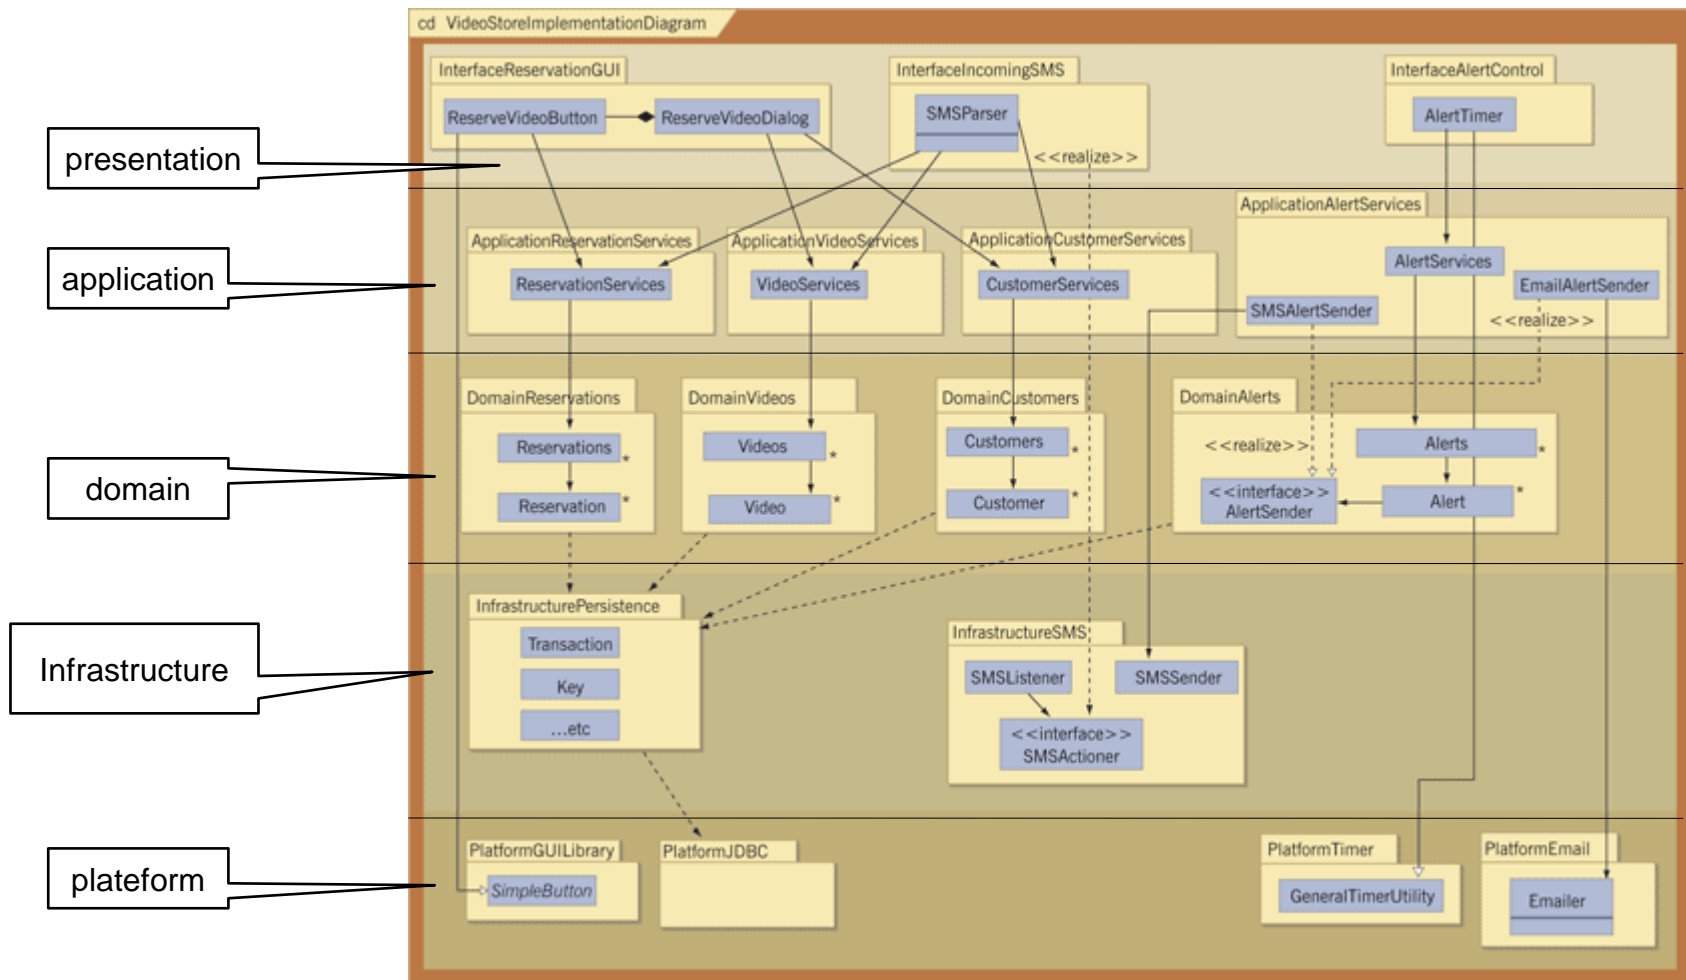 cd VideoStoreImplementationDiagram
InterfaceReservationGUI
ReserveVideoButton
ReserveVideoDialog
InterfaceIncomingSMS
SMSParser
<<realize>>
InterfaceAlertControl
AlertTimer
presentation
ApplicationReservationServices
ReservationServices
ApplicationVideoServices
VideoServices
ApplicationCustomerServices
CustomerServices
ApplicationAlertServices
AlertServices
EmailAlertSender
SMSAlertSender
<<realize>>
application
DomainReservations
Reservations
*
Reservation
*
DomainVideos
Videos
*
Video
*
DomainCustomers
Customers
*
Customer
*
DomainAlerts
<<realize>>
Alerts
*
<<interface>>
AlertSender
Alert
*
domain
InfrastructurePersistence
Transaction
Key
...etc
InfrastructureSMS
SMSListener
SMSSender
<<interface>>
SMSActioner
Infrastructure
PlatformGUILibrary
SimpleButton
PlatformJDBC
PlatformTimer
GeneralTimerUtility
PlatformEmail
Emailer
plateform